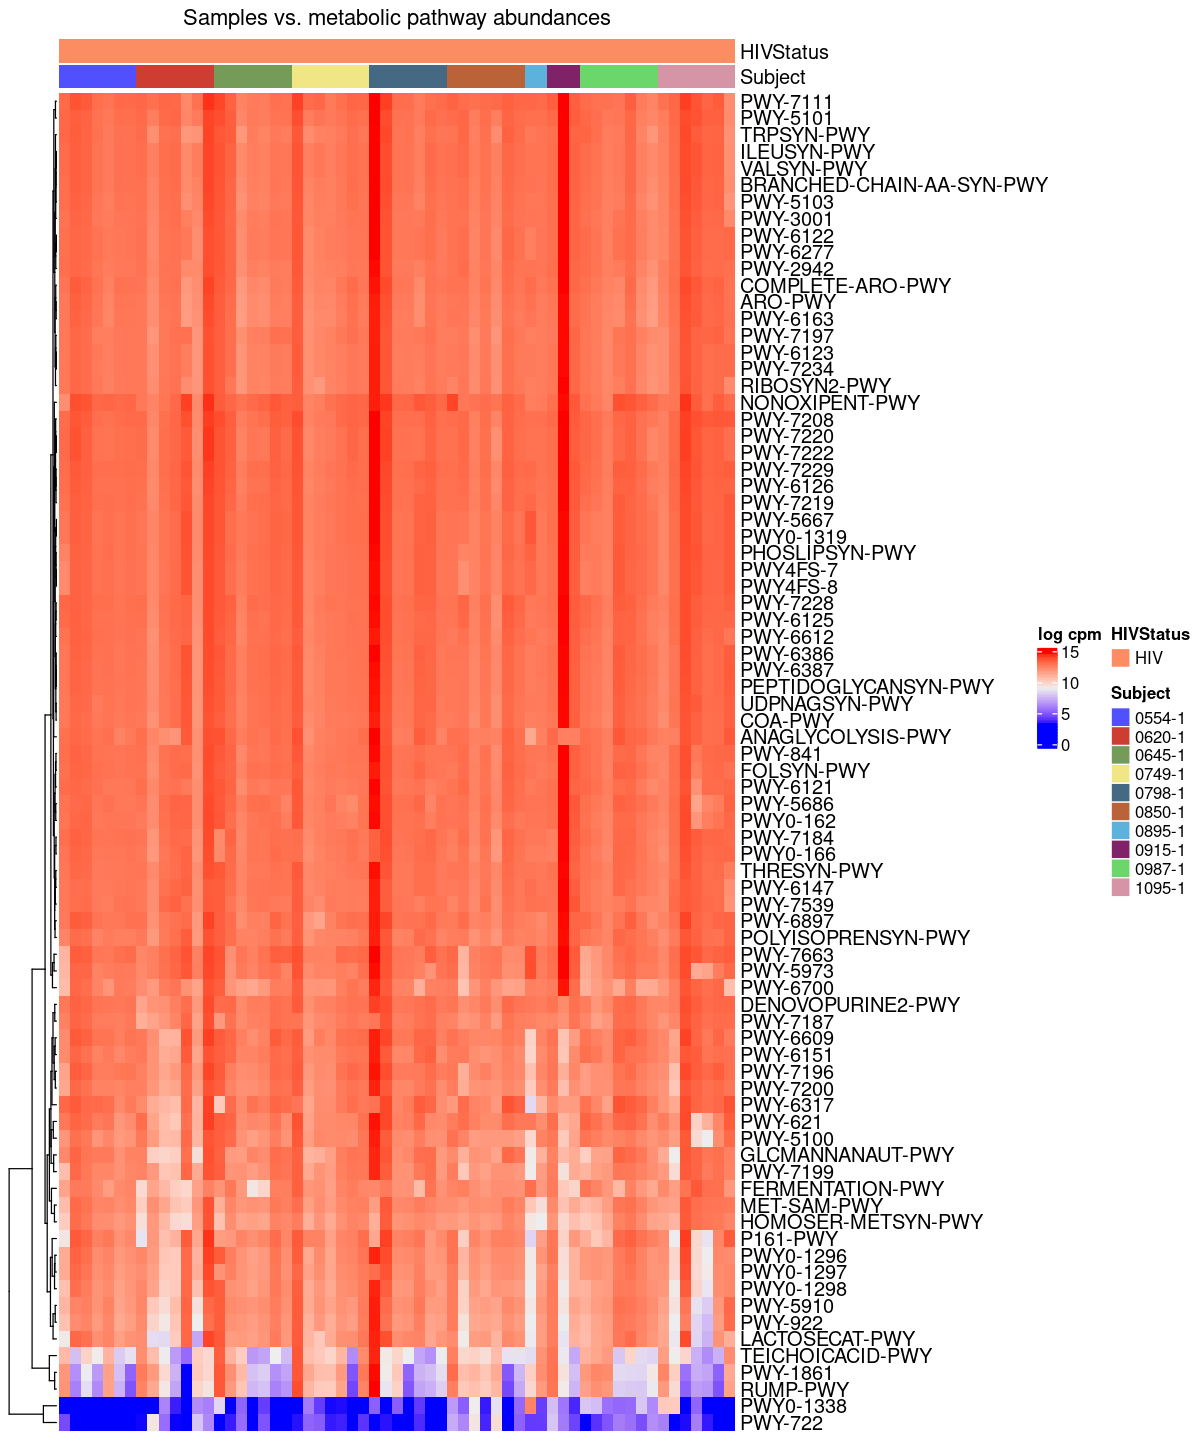 Samples vs. metabolic pathway abundances
HIVStatus
Subject
PWY-7111
PWY-5101
TRPSYN-PWY
ILEUSYN-PWY
VALSYN-PWY
BRANCHED-CHAIN-AA-SYN-PWY
PWY-5103
PWY-3001
PWY-6122
PWY-6277
PWY-2942
COMPLETE-ARO-PWY
ARO-PWY
PWY-6163
PWY-7197
PWY-6123
PWY-7234
RIBOSYN2-PWY
NONOXIPENT-PWY
PWY-7208
PWY-7220
PWY-7222
PWY-7229
PWY-6126
PWY-7219
PWY-5667
PWY0-1319
PHOSLIPSYN-PWY
PWY4FS-7
PWY4FS-8
PWY-7228
PWY-6125
PWY-6612
PWY-6386
PWY-6387
PEPTIDOGLYCANSYN-PWY
UDPNAGSYN-PWY
COA-PWY
ANAGLYCOLYSIS-PWY
PWY-841
FOLSYN-PWY
PWY-6121
PWY-5686
PWY0-162
PWY-7184
PWY0-166
THRESYN-PWY
PWY-6147
PWY-7539
PWY-6897
POLYISOPRENSYN-PWY
PWY-7663
PWY-5973
PWY-6700
DENOVOPURINE2-PWY
PWY-7187
PWY-6609
PWY-6151
PWY-7196
PWY-7200
PWY-6317
PWY-621
PWY-5100
GLCMANNANAUT-PWY
PWY-7199
FERMENTATION-PWY
MET-SAM-PWY
HOMOSER-METSYN-PWY
P161-PWY
PWY0-1296
PWY0-1297
PWY0-1298
PWY-5910
PWY-922
LACTOSECAT-PWY
TEICHOICACID-PWY
PWY-1861
RUMP-PWY
PWY0-1338
PWY-722
log cpm
15
10
5
0
HIVStatus
HIV
Subject
0554-1
0620-1
0645-1
0749-1
0798-1
0850-1
0895-1
0915-1
0987-1
1095-1